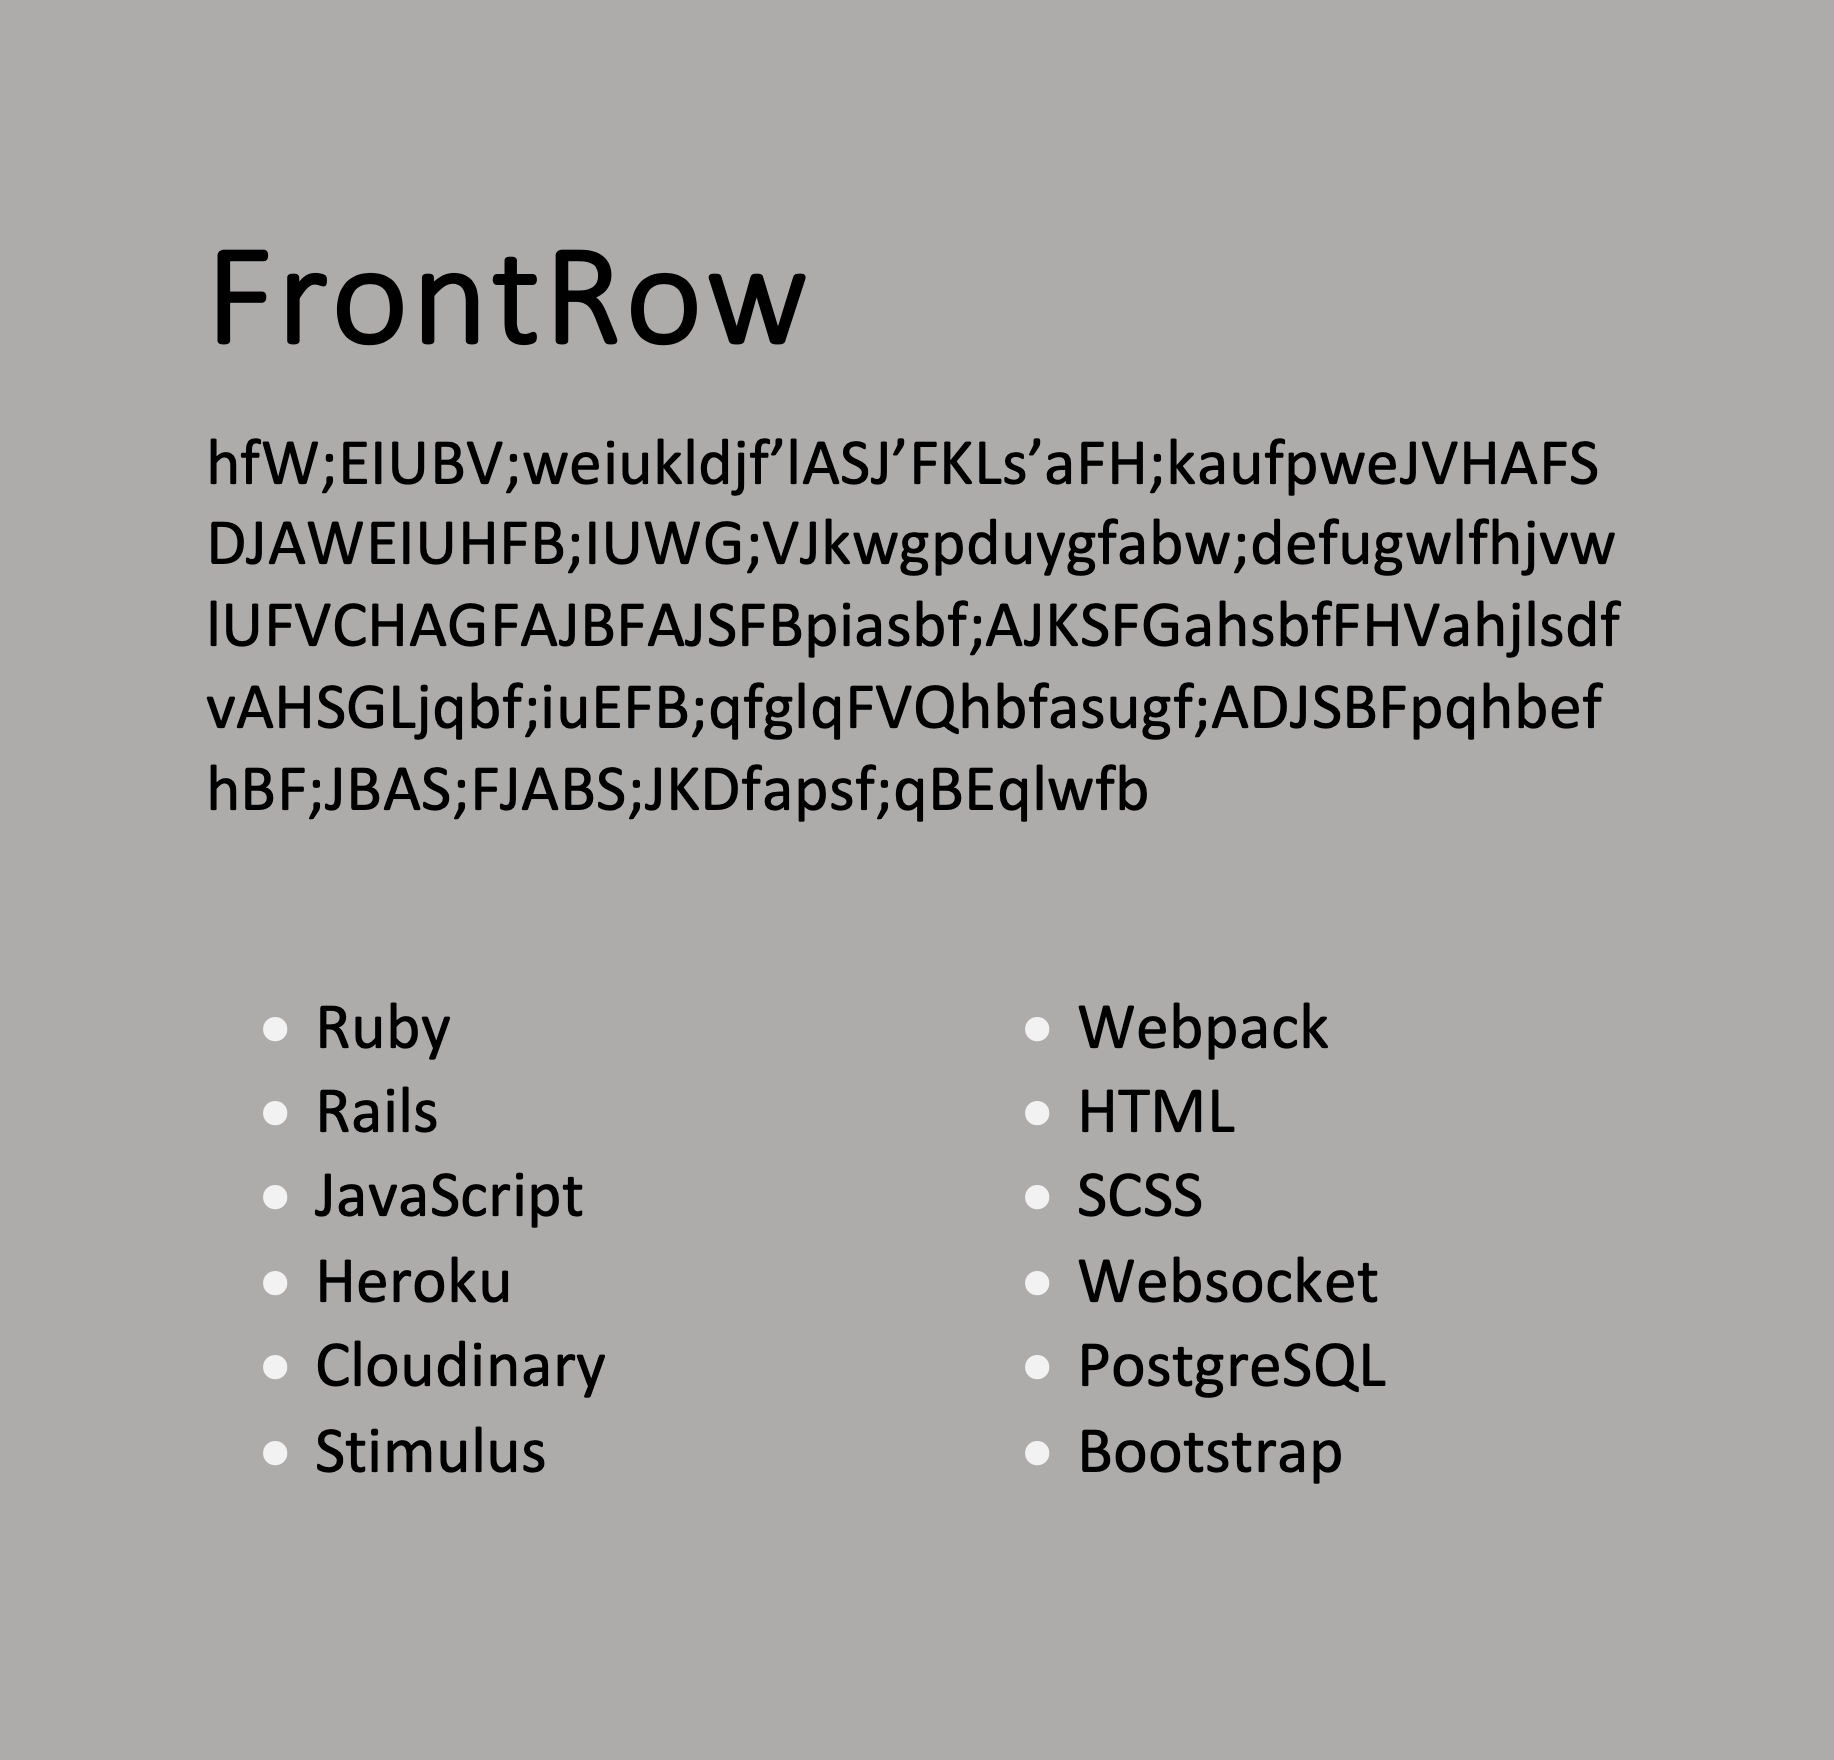 FrontRow
hfW;EIUBV;weiukldjf’lASJ’FKLs’aFH;kaufpweJVHAFS
DJAWEIUHFB;IUWG;VJkwgpduygfabw;defugwlfhjvw
lUFVCHAGFAJBFAJSFBpiasbf;AJKSFGahsbfFHVahjlsdf
vAHSGLjqbf;iuEFB;qfglqFVQhbfasugf;ADJSBFpqhbef
hBF;JBAS;FJABS;JKDfapsf;qBEqlwfb
Ruby
Rails
JavaScript
Heroku
Cloudinary
Stimulus
Webpack
HTML
SCSS
Websocket
PostgreSQL
Bootstrap